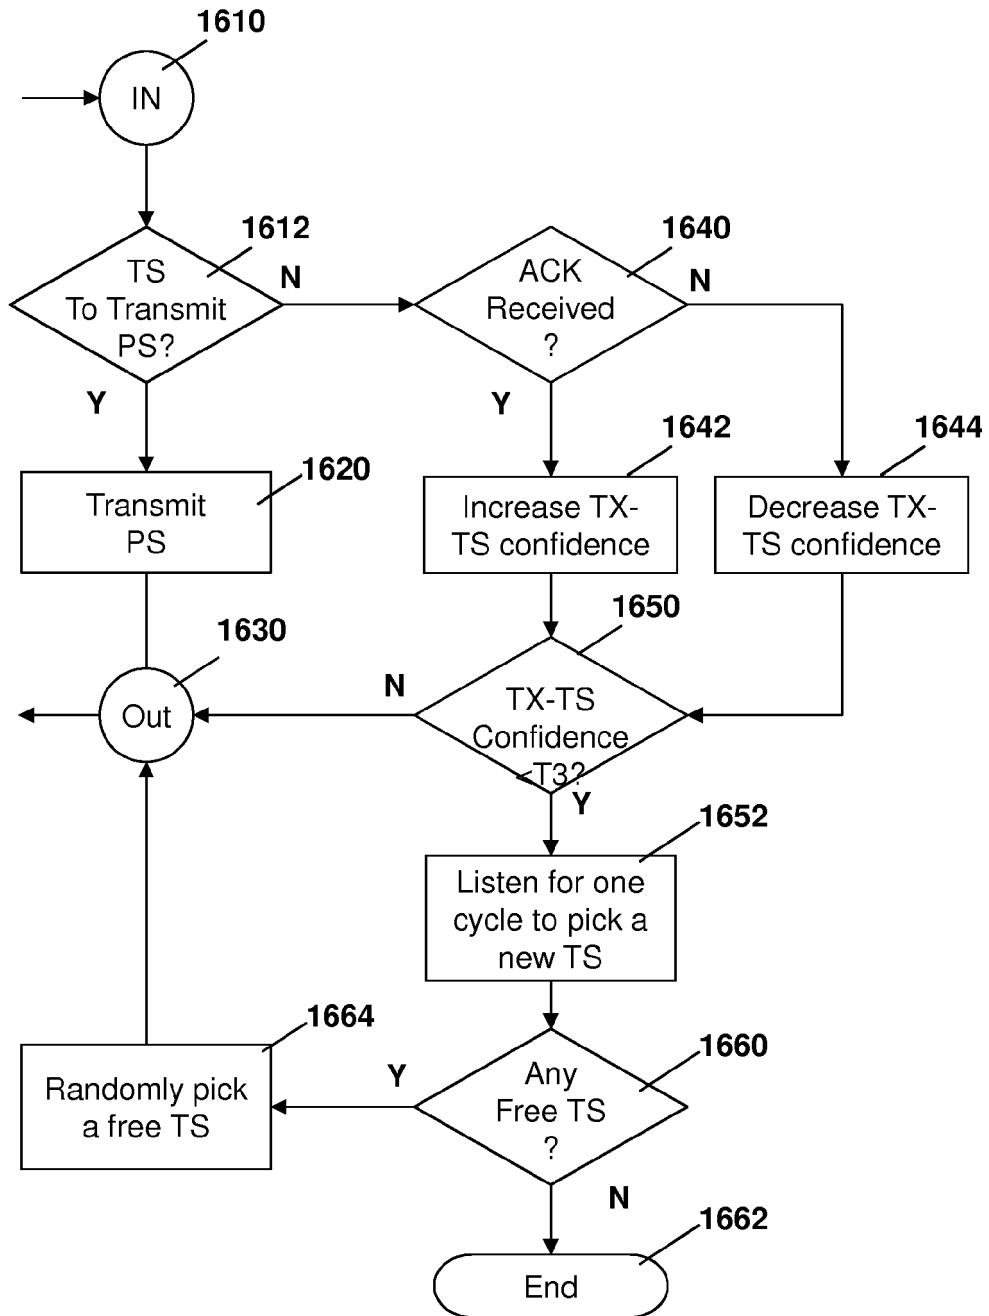 1610
IN
1612
TS
To Transmit
PS?
N
Y
1640
ACK
Received
?
N
Y
1620
Transmit
PS
1642
Increase TX-
TS confidence
1644
Decrease TX-
TS confidence
1630
Out
1650
TX-TS
Confidence
<T3?
N
Y
1652
Listen for one
cycle to pick a
new TS
1664
Randomly pick
a free TS
1660
Any
Free TS
?
Y
N
1662
End